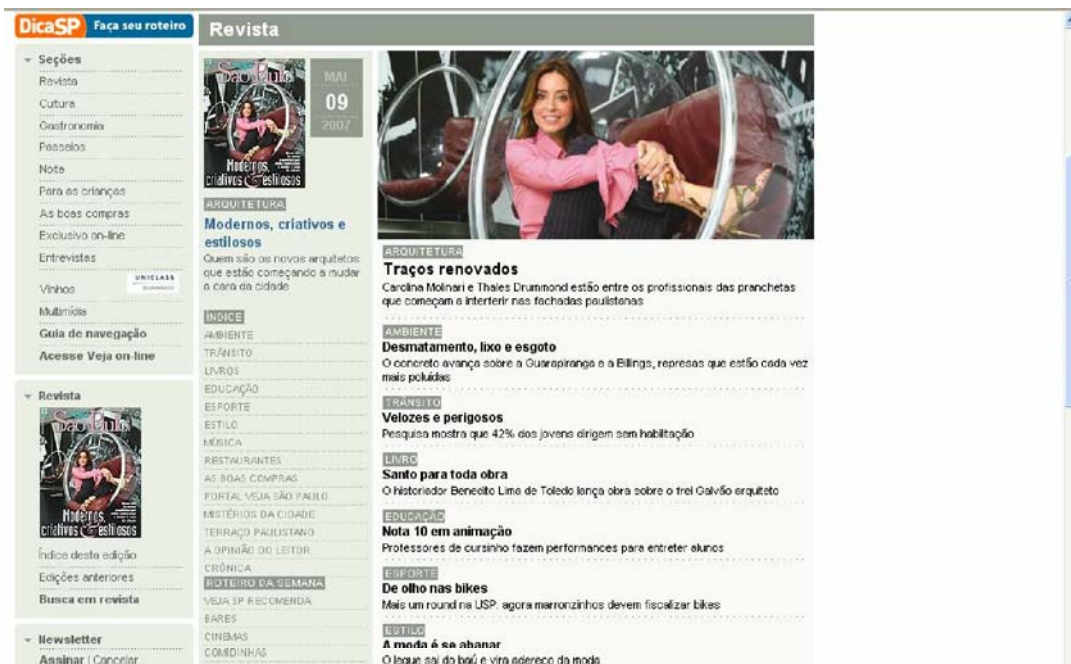 DicaSP Faça seu roteiro
Seções
Revista
Cultura
Gastronomia
Passeios
Noite
Para as crianças
As boas compras
Exclusivo on-line
Entrevistas
Vinhos
UNICLASS
Multimídia
Guia de navegação
Acesse Veja on-line
Revista
São Paulo
Modernos,
criativos & estilosos
Índice desta edição
Edições anteriores
Busca em revista
Newsletter
Assinar | Cancelar
Revista
São Paulo
Modernos,
criativos & estilosos
MAI
09
2007
ARQUITETURA
Modernos, criativos e
estilosos
Quem são os novos arquitetos
que estão começando a mudar
a cara da cidade
ÍNDICE
AMBIENTE
TRÂNSITO
LIVROS
EDUCAÇÃO
ESPORTE
ESTILO
MÚSICA
RESTAURANTES
AS BOAS COMPRAS
PORTAL VEJA SÃO PAULO
MISTÉRIOS DA CIDADE
TERRAÇO PAULISTANO
A OPINIÃO DO LEITOR
CRÔNICA
ROTEIRO DA SEMANA
VEJA SP RECOMENDA
BARES
CINEMAS
COMIDINHAS
ARQUITETURA
Traços renovados
Carolina Molinari e Thales Drummond estão entre os profissionais das pranchetas
que começam a interferir nas fachadas paulistanas
AMBIENTE
Desmatamento, lixo e esgoto
O concreto avança sobre a Guarapiranga e a Billings, represas que estão cada vez
mais poluídas
TRÂNSITO
Velozes e perigosos
Pesquisa mostra que 42% dos jovens dirigem sem habilitação
LIVRO
Santo para toda obra
O historiador Benedito Lima de Toledo lança obra sobre o frei Galvão arquiteto
EDUCAÇÃO
Nota 10 em animação
Professores de cursinho fazem performances para entreter alunos
ESPORTE
De olho nas bikes
Mais um round na USP: agora marronzinhos devem fiscalizar bikes
ESTILO
A moda é se abanar
O leque sai do baú e vira adereço da moda